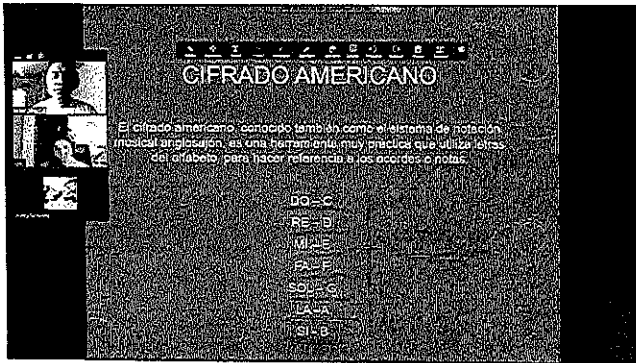 CIFRADO AMERICANO
El cifrado americano, conocido también como el sistema de notación
musical anglosajón, es una herramienta muy práctica que utiliza letras
del alfabeto, para hacer referencia a los acordes o notas.
DO – C
RE – D
MI – E
FA – F
SOL – G
LA – A
SI – B